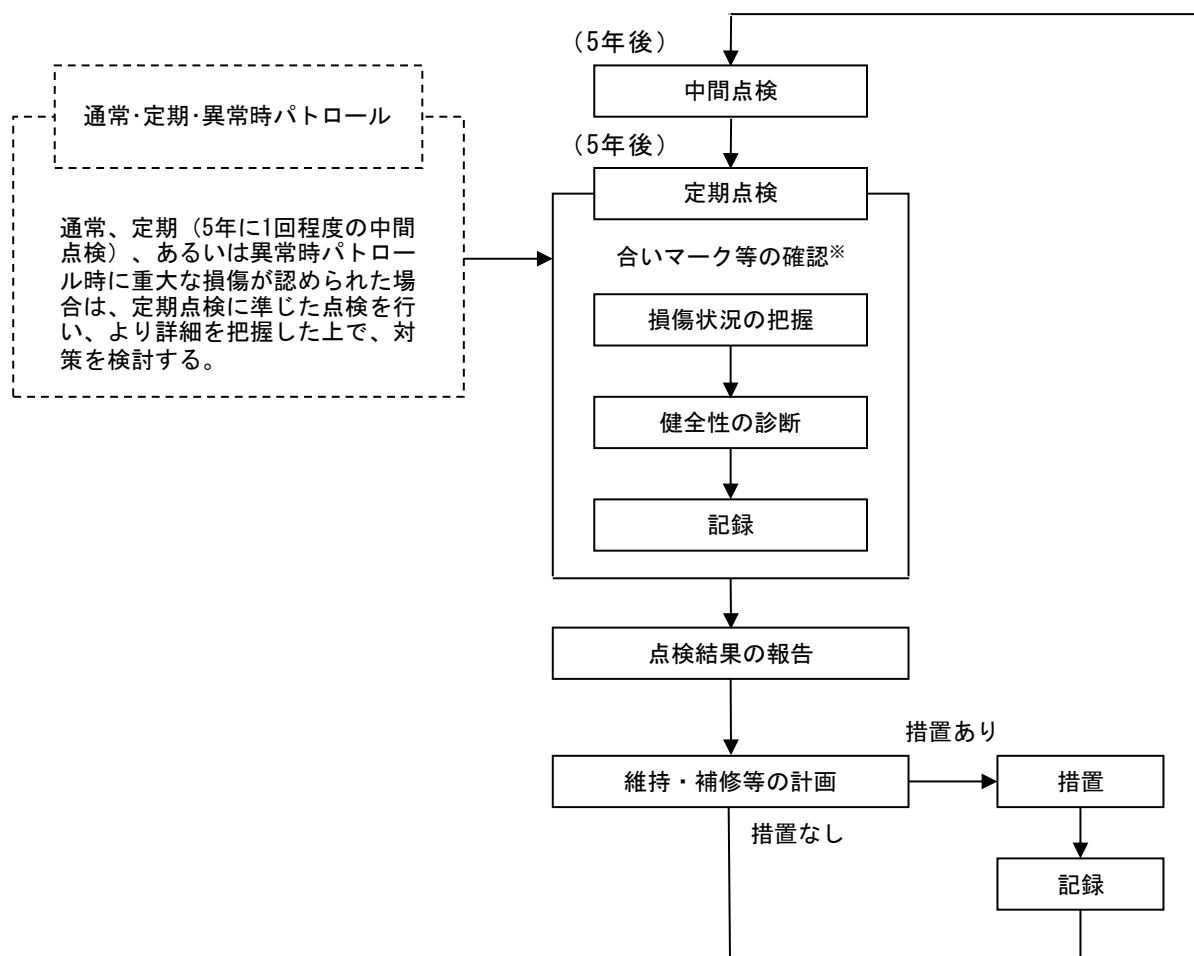 (5年後)
中間点検
通常･定期･異常時パトロール
(5年後)
定期点検
通常、定期（5年に1回程度の中間
点検）、あるいは異常時パトロー
ル時に重大な損傷が認められた場
合は、定期点検に準じた点検を行
い、より詳細を把握した上で、対
策を検討する。
合いマーク等の確認※
損傷状況の把握
健全性の診断
記録
点検結果の報告
措置あり
維持・補修等の計画
措置
措置なし
記録